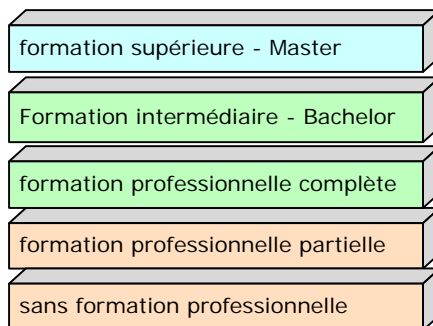 formation supérieure - Master
Formation intermédiaire - Bachelor
formation professionnelle complète
formation professionnelle partielle
sans formation professionnelle